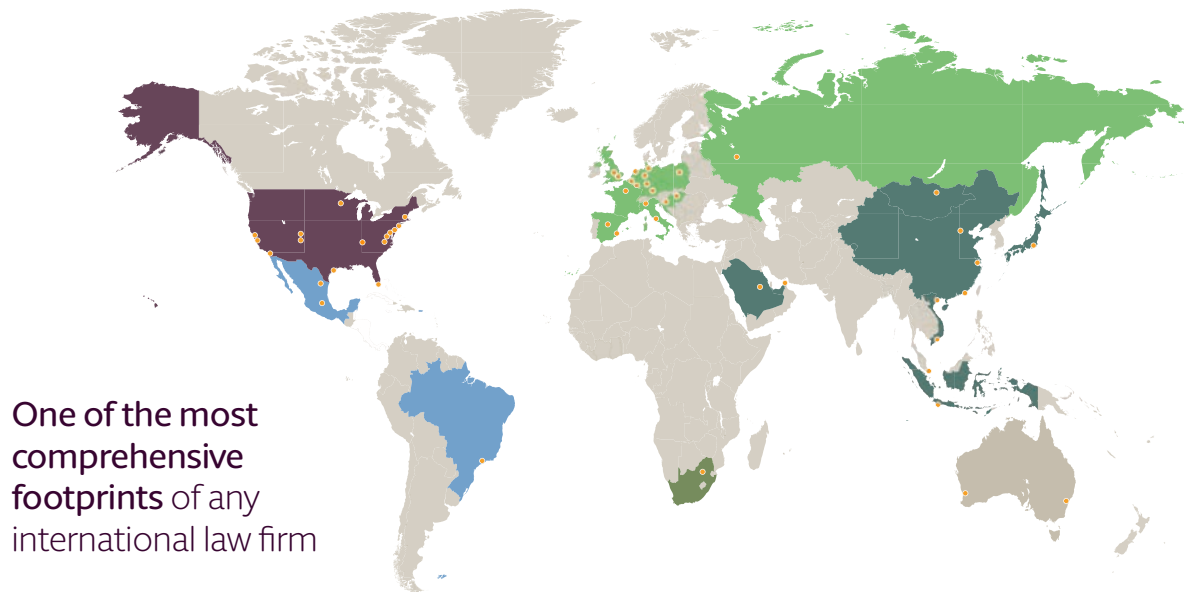 One of the most
comprehensive
footprints of any
international law firm